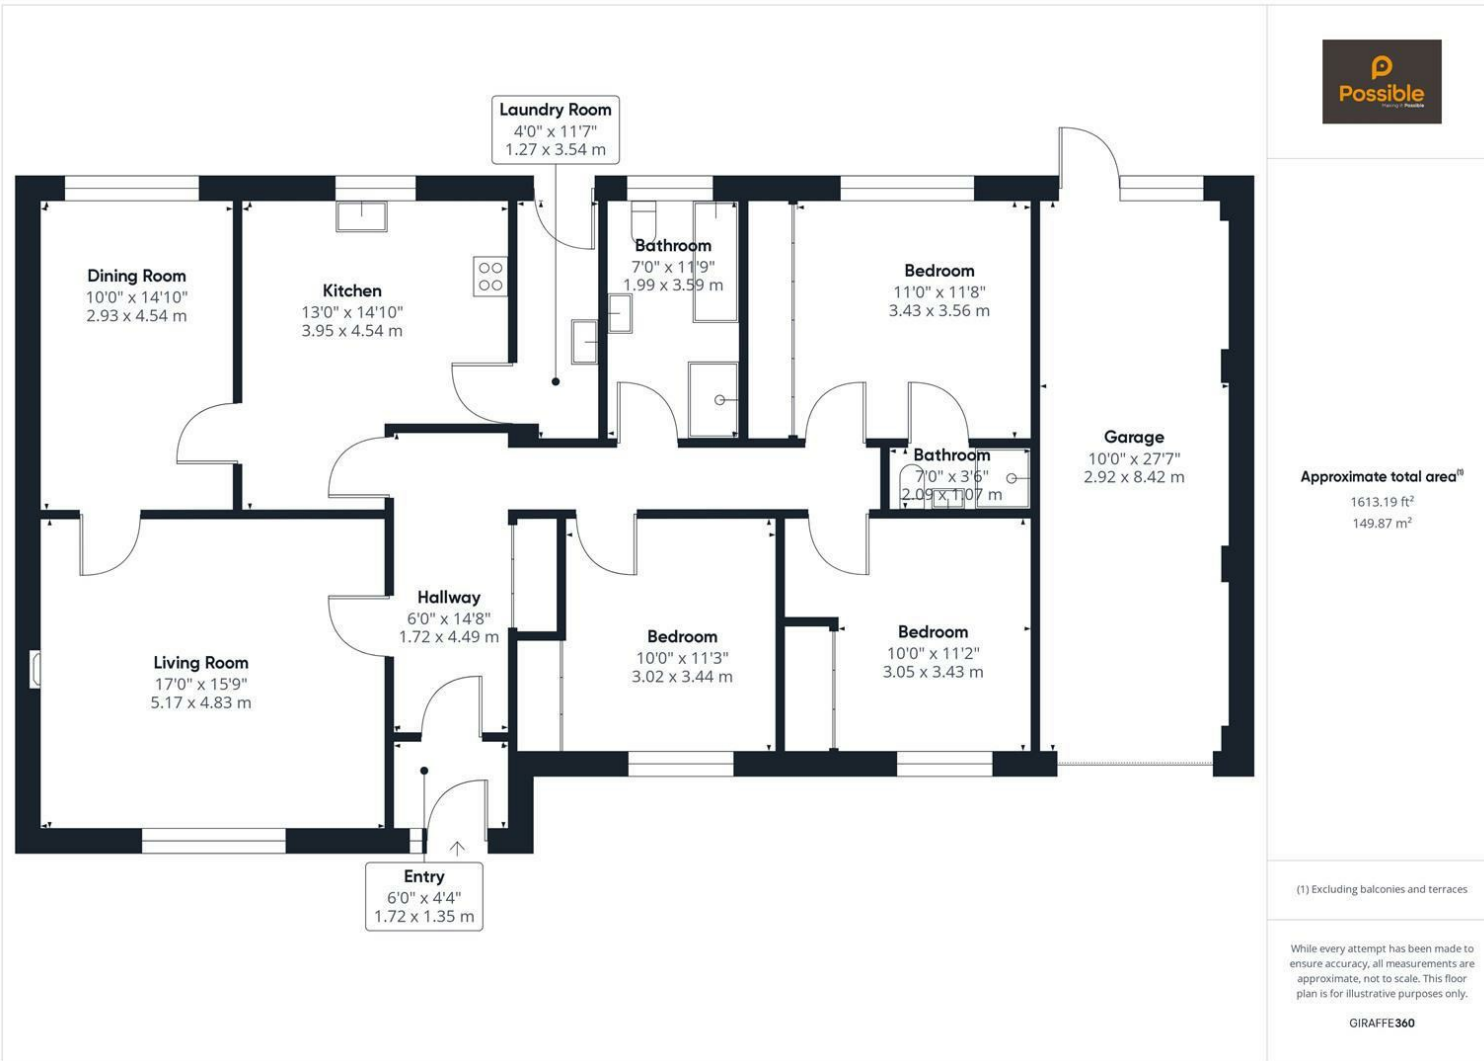 Laundry Room
4'0" x 11'7"
1.27 x 3.54 m
Dining Room
10'0" x 14'10"
2.93 x 4.54 m
Kitchen
13'0" x 14'10"
3.95 x 4.54 m
Bathroom
7'0" x 11'9"
1.99 x 3.59 m
Bedroom
11'0" x 11'8"
3.43 x 3.56 m
Bathroom
7'0" x 3'6"
2.09 x 1.07 m
Garage
10'0" x 27'7"
2.92 x 8.42 m
Hallway
6'0" x 14'8"
1.72 x 4.49 m
Living Room
17'0" x 15'9"
5.17 x 4.83 m
Bedroom
10'0" x 11'3"
3.02 x 3.44 m
Bedroom
10'0" x 11'2"
3.05 x 3.43 m
Entry
6'0" x 4'4"
1.72 x 1.35 m
Possible
Making it Possible
Approximate total area⁽¹⁾
1613.19 ft²
149.87 m²
(1) Excluding balconies and terraces
While every attempt has been made to
ensure accuracy, all measurements are
approximate, not to scale. This floor
plan is for illustrative purposes only.
GIRAFFE360